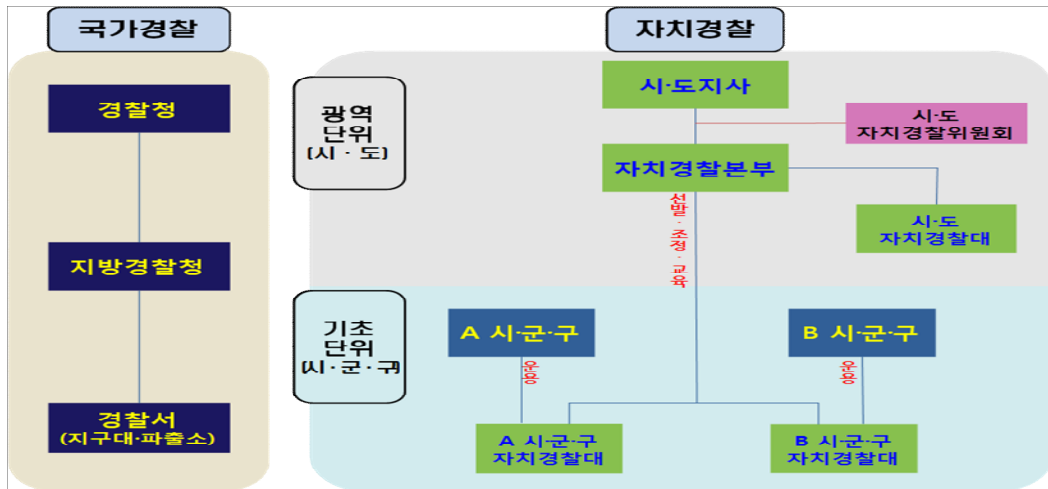 국가경찰
자치경찰
경찰청
지방경찰청
경찰서
(지구대·파출소)
광역
단위
(시·도)
시·도지사
시·도
자치경찰위원회
자치경찰본부
선발·조정·교육
시·도
자치경찰대
기초
단위
(시·군·구)
A 시·군·구
B 시·군·구
운용
운용
A 시·군·구
자치경찰대
B 시·군·구
자치경찰대